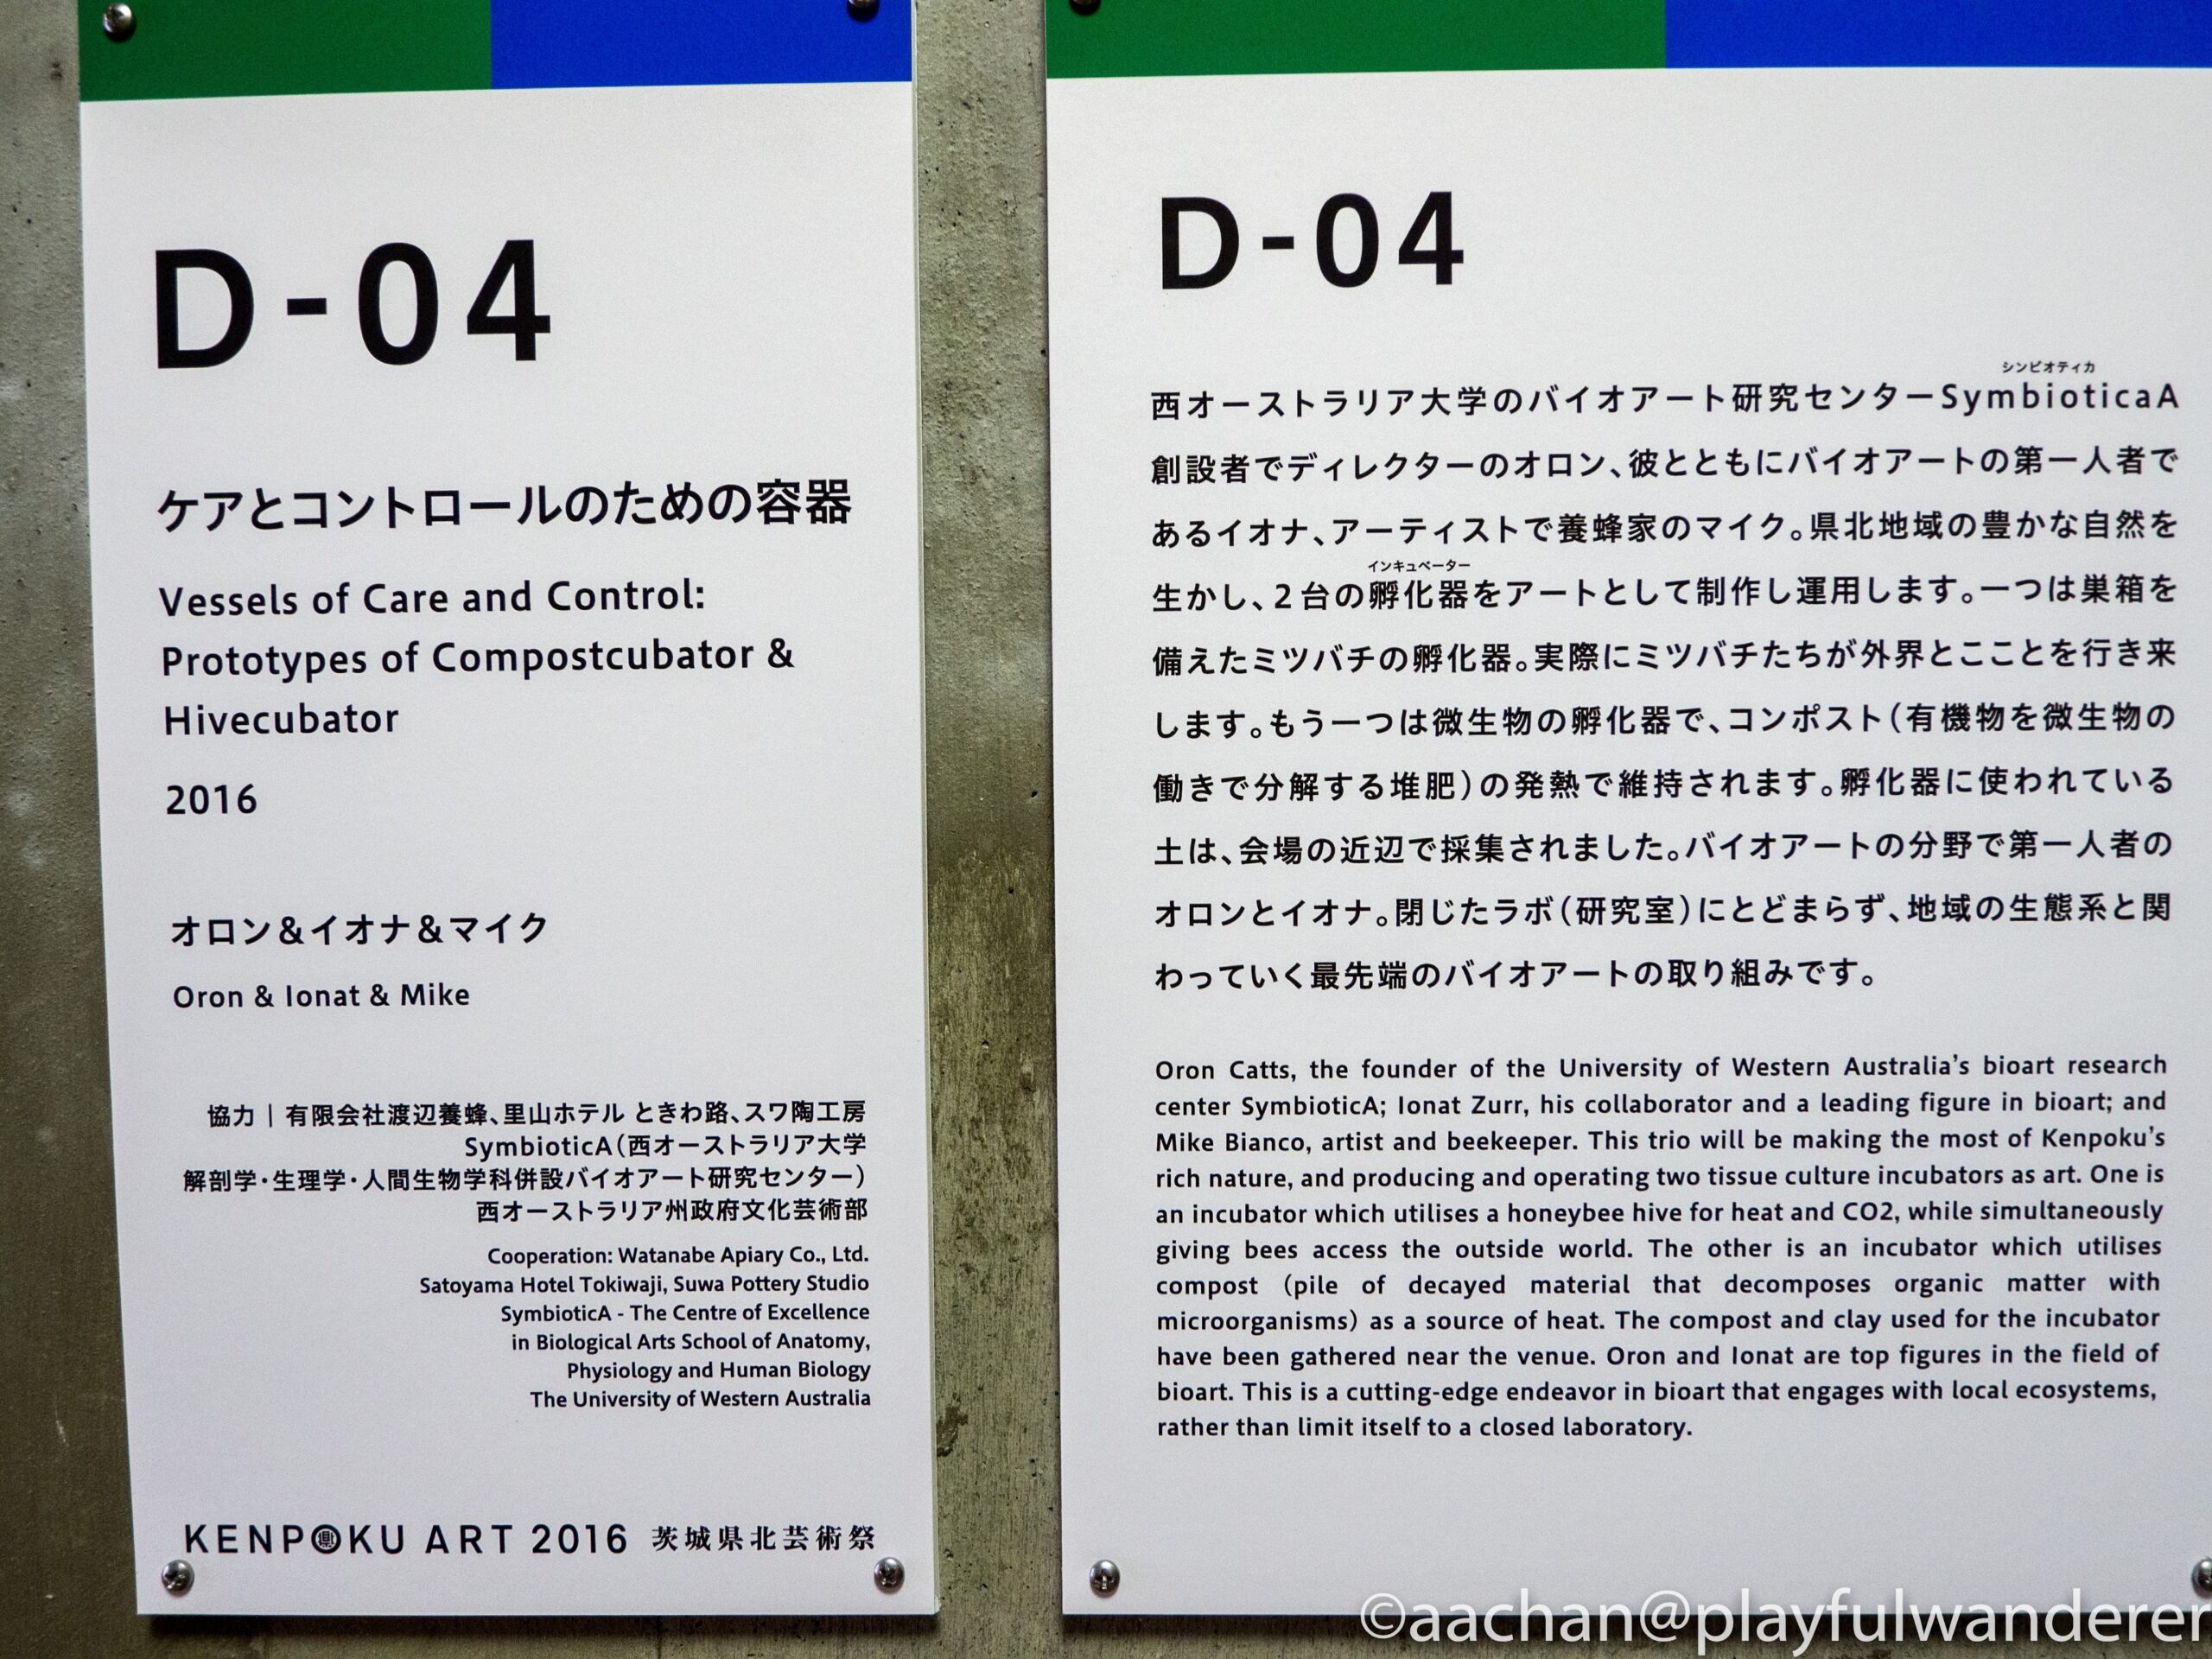 D-04
ケアとコントロールのための容器
Vessels of Care and Control:
Prototypes of Compostcubator &
Hivecubator
2016
オロン＆イオナ＆マイク
Oron & Ionat & Mike
協力｜有限会社渡辺養蜂、里山ホテル ときわ路、スワ陶工房
SymbioticA（西オーストラリア大学
解剖学・生理学・人間生物学科併設バイオアート研究センター）
西オーストラリア州政府文化芸術部
Cooperation: Watanabe Apiary Co., Ltd.
Satoyama Hotel Tokiwaji, Suwa Pottery Studio
SymbioticA - The Centre of Excellence
in Biological Arts School of Anatomy,
Physiology and Human Biology
The University of Western Australia
KENPOKU ART 2016 茨城県北芸術祭
D-04
シンビオティカ
西オーストラリア大学のバイオアート研究センターSymbioticaA
創設者でディレクターのオロン、彼とともにバイオアートの第一人者で
あるイオナ、アーティストで養蜂家のマイク。県北地域の豊かな自然を
インキュベーター
生かし、2台の孵化器をアートとして制作し運用します。一つは巣箱を
備えたミツバチの孵化器。実際にミツバチたちが外界とこことを行き来
します。もう一つは微生物の孵化器で、コンポスト（有機物を微生物の
働きで分解する堆肥）の発熱で維持されます。孵化器に使われている
土は、会場の近辺で採集されました。バイオアートの分野で第一人者の
オロンとイオナ。閉じたラボ（研究室）にとどまらず、地域の生態系と関
わっていく最先端のバイオアートの取り組みです。
Oron Catts, the founder of the University of Western Australia's bioart research
center SymbioticA; Ionat Zurr, his collaborator and a leading figure in bioart; and
Mike Bianco, artist and beekeeper. This trio will be making the most of Kenpoku's
rich nature, and producing and operating two tissue culture incubators as art. One is
an incubator which utilises a honeybee hive for heat and CO2, while simultaneously
giving bees access the outside world. The other is an incubator which utilises
compost (pile of decayed material that decomposes organic matter with
microorganisms) as a source of heat. The compost and clay used for the incubator
have been gathered near the venue. Oron and Ionat are top figures in the field of
bioart. This is a cutting-edge endeavor in bioart that engages with local ecosystems,
rather than limit itself to a closed laboratory.
©aachan@playfulwanderer